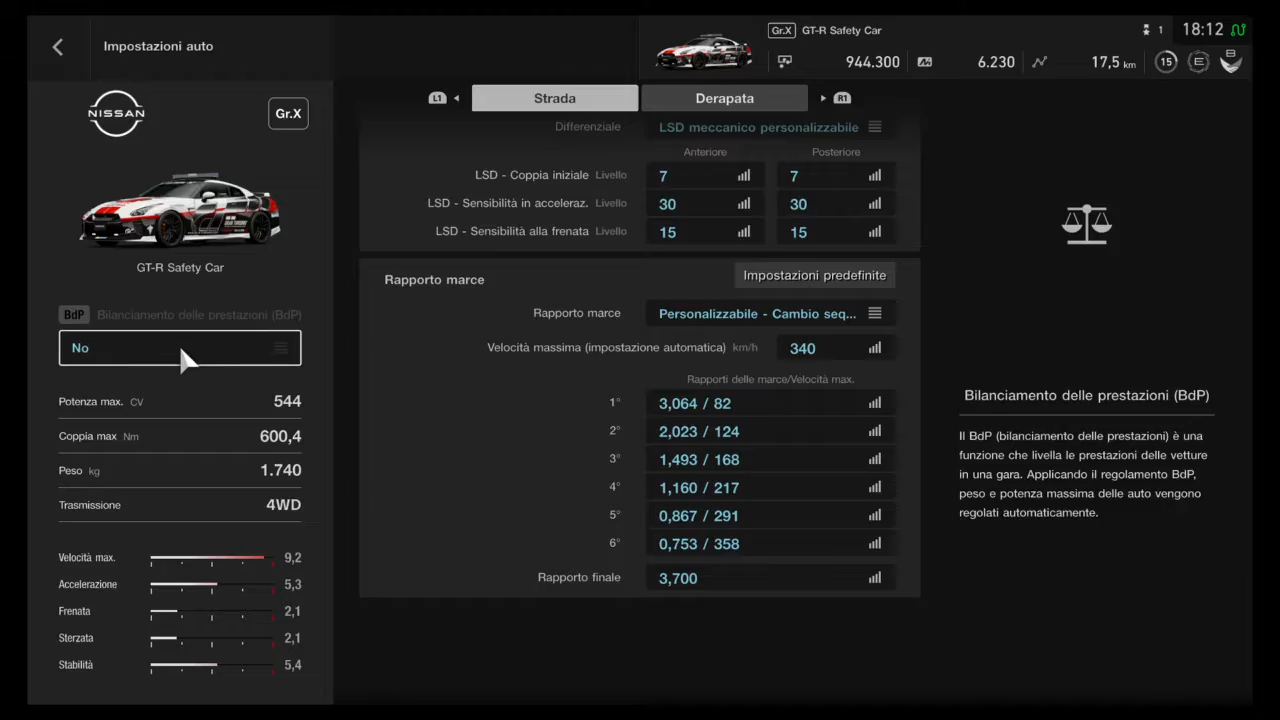 Impostazioni auto
Gr.X GT-R Safety Car
1 18:12
944.300 6.230 17,5 km 15 E B
NISSAN
Gr.X
GT-R Safety Car
BdP Bilanciamento delle prestazioni (BdP)
No
Potenza max. CV 544
Coppia max Nm 600,4
Peso kg 1.740
Trasmissione 4WD
Velocità max. 9,2
Accelerazione 5,3
Frenata 2,1
Sterzata 2,1
Stabilità 5,4
L1 Strada Derapata R1
Differenziale LSD meccanico personalizzabile
Anteriore Posteriore
LSD - Coppia iniziale Livello 7 7
LSD - Sensibilità in acceleraz. Livello 30 30
LSD - Sensibilità alla frenata Livello 15 15
Rapporto marce Impostazioni predefinite
Rapporto marce Personalizzabile - Cambio seq...
Velocità massima (impostazione automatica) km/h 340
Rapporti delle marce/Velocità max.
1° 3,064 / 82
2° 2,023 / 124
3° 1,493 / 168
4° 1,160 / 217
5° 0,867 / 291
6° 0,753 / 358
Rapporto finale 3,700
Bilanciamento delle prestazioni (BdP)
Il BdP (bilanciamento delle prestazioni) è una
funzione che livella le prestazioni delle vetture
in una gara. Applicando il regolamento BdP,
peso e potenza massima delle auto vengono
regolati automaticamente.